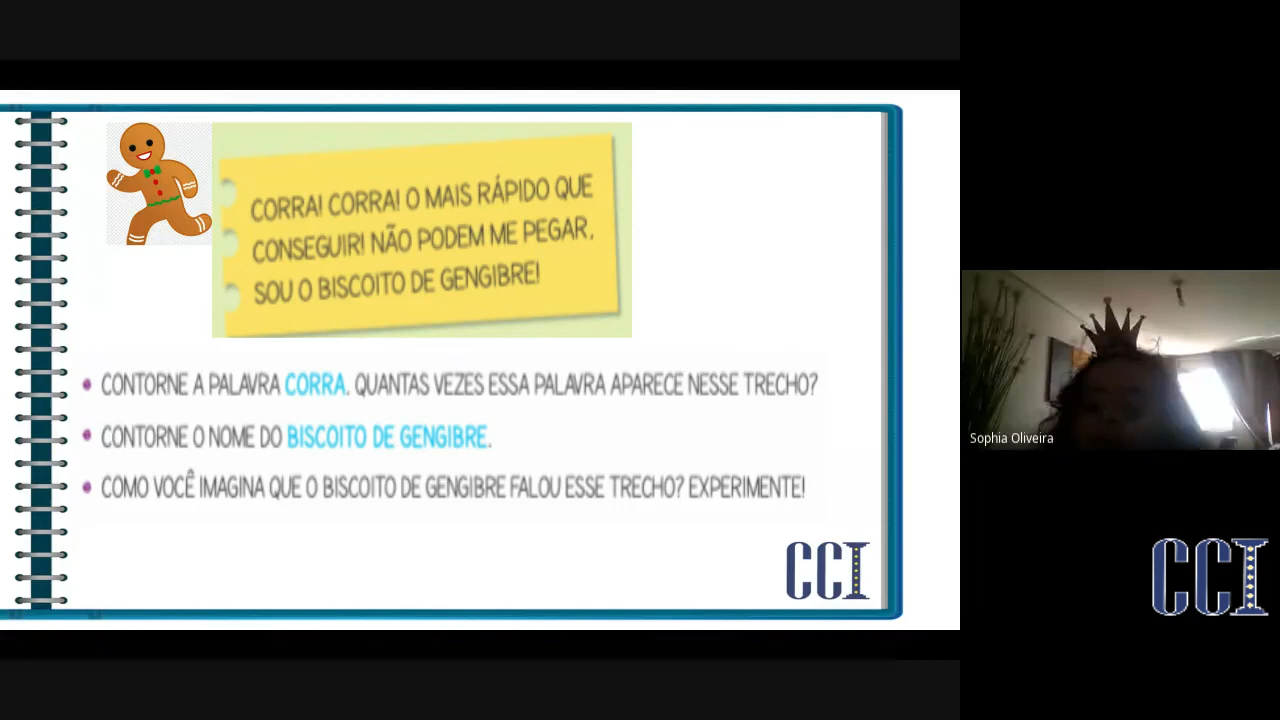 CORRA! CORRA! O MAIS RÁPIDO QUE
CONSEGUIR! NÃO PODEM ME PEGAR,
SOU O BISCOITO DE GENGIBRE!
• CONTORNE A PALAVRA CORRA. QUANTAS VEZES ESSA PALAVRA APARECE NESSE TRECHO?
• CONTORNE O NOME DO BISCOITO DE GENGIBRE.
• COMO VOCÊ IMAGINA QUE O BISCOITO DE GENGIBRE FALOU ESSE TRECHO? EXPERIMENTE!
CCI
Sophia Oliveira
CCI